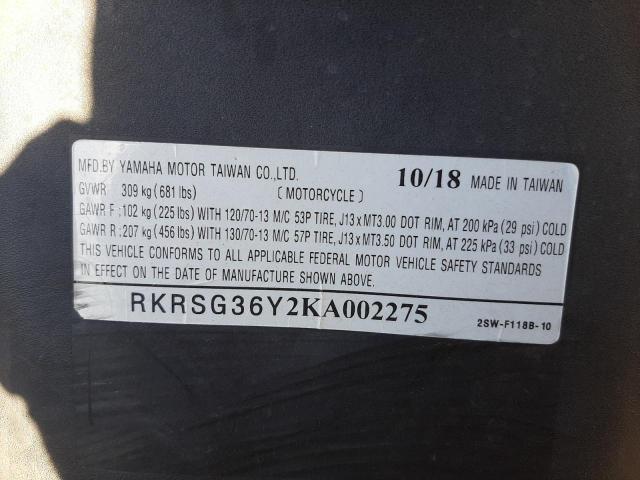 MFD.BY YAMAHA MOTOR TAIWAN CO.,LTD. 10/18 MADE IN TAIWAN
GVWR 309 kg (681 lbs) ( MOTORCYCLE )
GAWR F : 102 kg (225 lbs) WITH 120/70-13 M/C 53P TIRE, J13 x MT3.00 DOT RIM, AT 200 kPa (29 psi) COLD
GAWR R : 207 kg (456 lbs) WITH 130/70-13 M/C 57P TIRE, J13 x MT3.50 DOT RIM, AT 225 kPa (33 psi) COLD
THIS VEHICLE CONFORMS TO ALL APPLICABLE FEDERAL MOTOR VEHICLE SAFETY STANDARDS
IN EFFECT ON THE DATE OF MANUFACTURE SHOWN ABOVE.
RKRSG36Y2KA002275 2SW-F118B-10